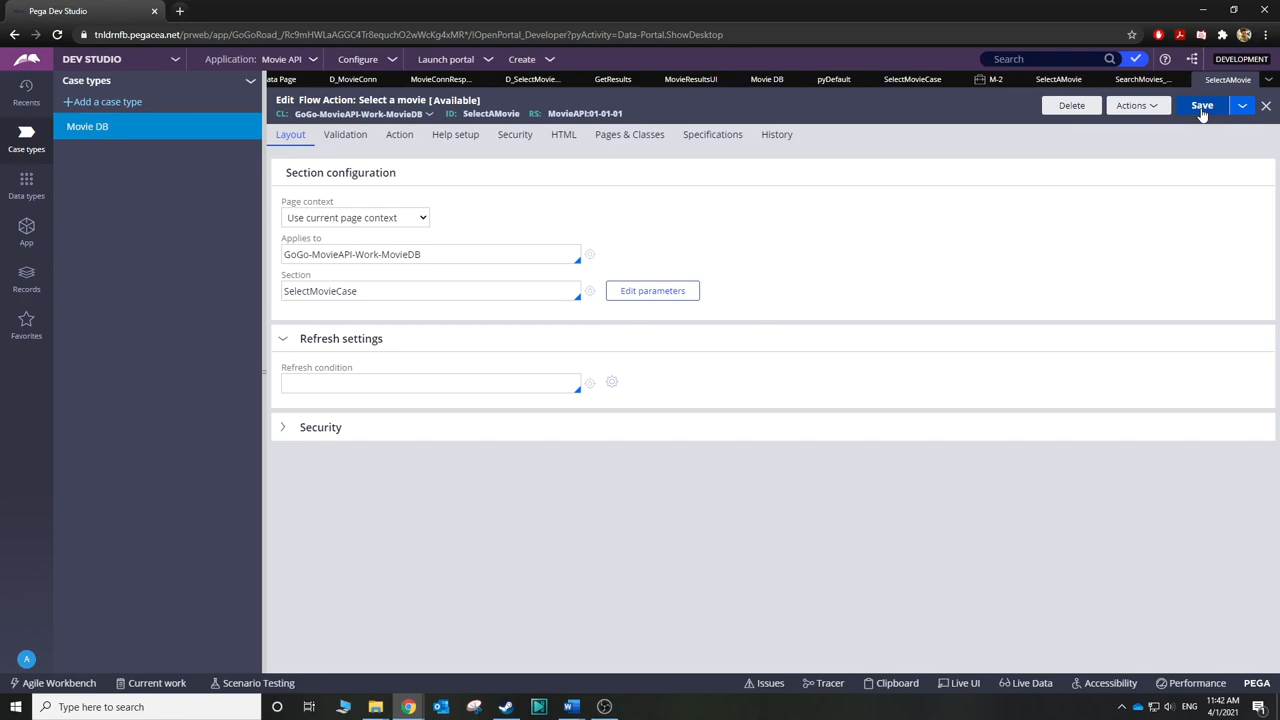 Pega Development Studio
tnldrnfb.pegacea.net/prweb/app/GoGoRoad_/Rc9mHWLaAGGC4Tr8equchO2wWcKg4xMR*/!OPortal_Developer?pyActivity=Data-Portal.ShowDesktop
DEV STUDIO
Application: Movie API
Configure
Launch portal
Create
Search
DEVELOPMENT
Recents
Case types
Data types
App
Records
Favorites
A
Case types
Add a case type
Movie DB
Data Page
D_MovieConn
MovieConnResp...
D_SelectMovie...
GetResults
MovieResultsUI
Movie DB
pyDefault
SelectMovieCase
M-2
SelectAMovie
SearchMovies_...
SelectAMovie
Edit Flow Action: Select a movie [Available]
CL: GoGo-MovieAPI-Work-MovieDB ID: SelectAMovie RS: MovieAPI:01-01-01
Delete
Actions
Save
Layout
Validation
Action
Help setup
Security
HTML
Pages & Classes
Specifications
History
Section configuration
Page context
Use current page context
Applies to
GoGo-MovieAPI-Work-MovieDB
Section
SelectMovieCase
Edit parameters
Refresh settings
Refresh condition
Security
Agile Workbench
Current work
Scenario Testing
Issues
Tracer
Clipboard
Live UI
Live Data
Accessibility
Performance
PEGA
Type here to search
ENG
11:42 AM
4/1/2021